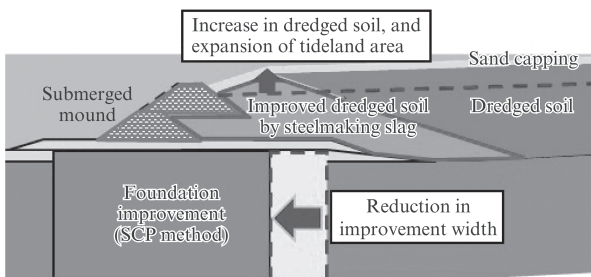 Increase in dredged soil, and
expansion of tideland area
Sand capping
Submerged
mound
Improved dredged soil
by steelmaking slag
Dredged soil
Foundation
improvement
(SCP method)
Reduction in
improvement width